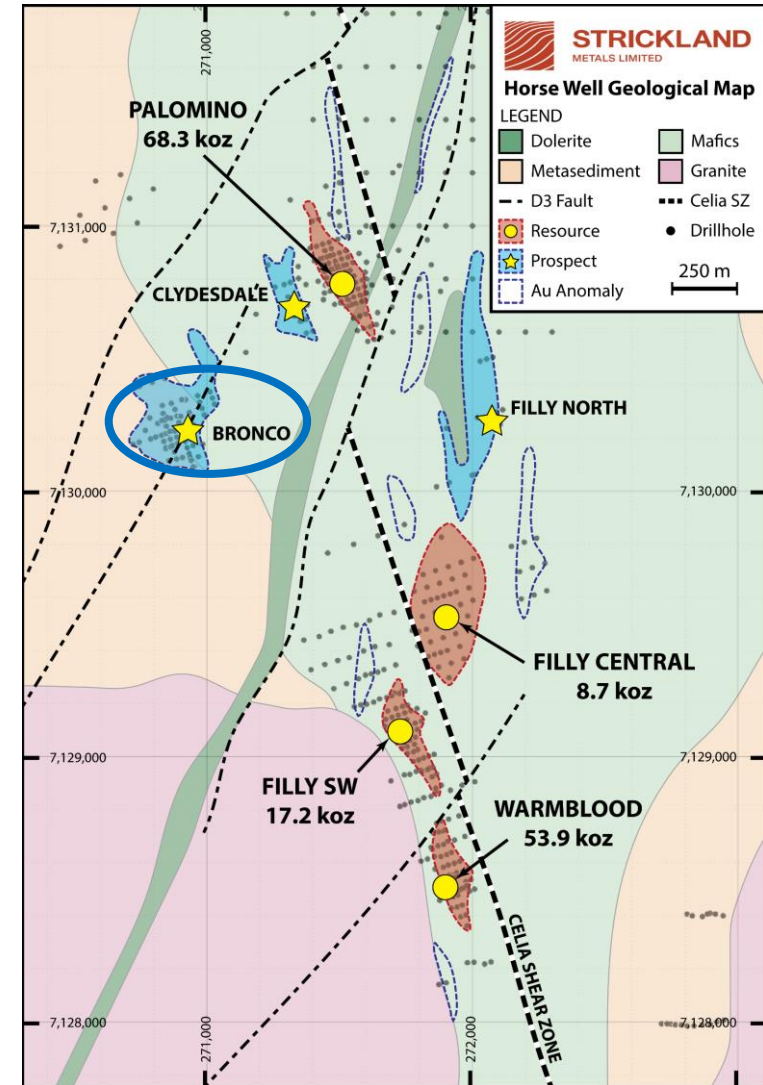 271,000
STRICKLAND
METALS LIMITED
Horse Well Geological Map
LEGEND
Dolerite
Mafics
Metasediment
Granite
D3 Fault
Celia SZ
Resource
Drillhole
Prospect
Au Anomaly
250 m
PALOMINO
68.3 koz
7,131,000
CLYDESDALE
FILLY NORTH
BRONCO
7,130,000
7,130,000
FILLY CENTRAL
8.7 koz
7,129,000
7,129,000
FILLY SW
17.2 koz
WARMBLOOD
53.9 koz
CELIA SHEAR ZONE
7,128,000
7,128,000
271,000
272,000